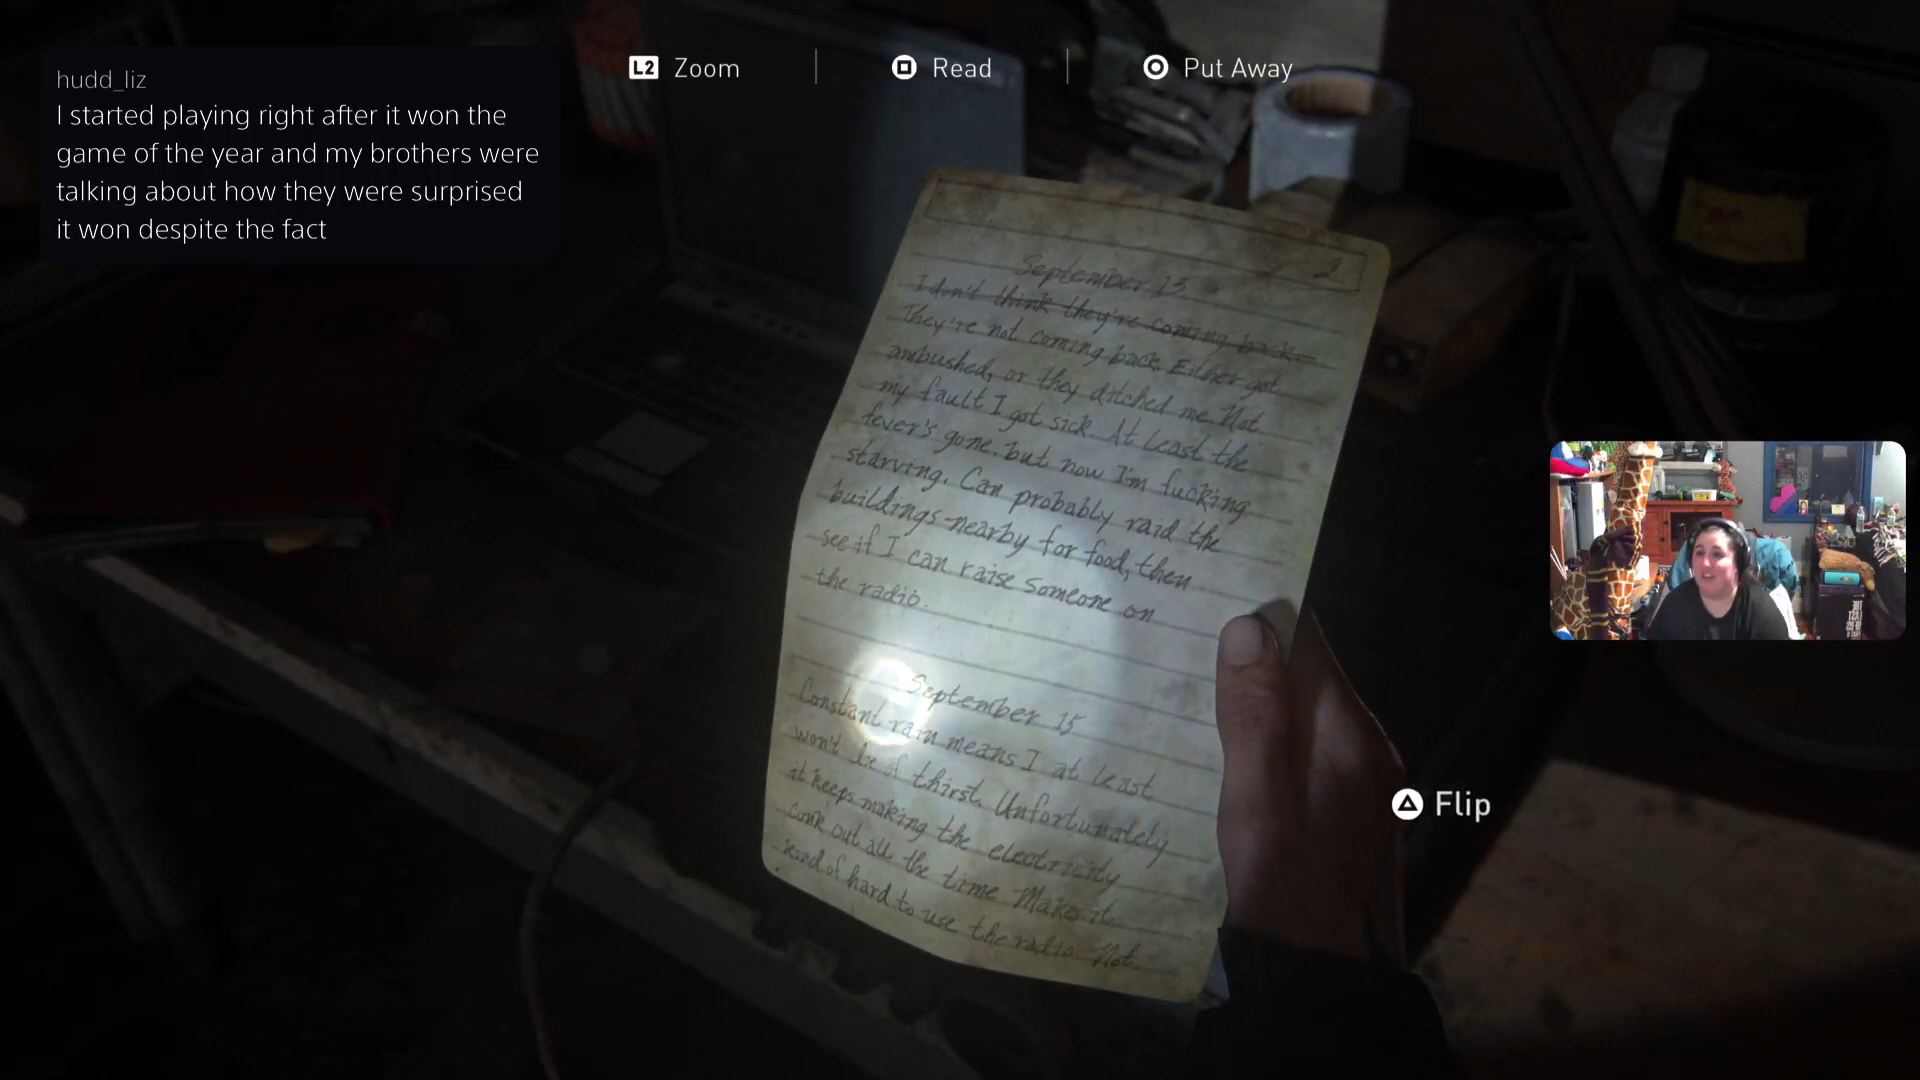 hudd_liz
I started playing right after it won the
game of the year and my brothers were
talking about how they were surprised
it won despite the fact
L2 Zoom
Read
Put Away
2
September 13
I don't think they're coming back.
They're not coming back. Either got
ambushed, or they ditched me. Not
my fault I got sick. At least the
fever's gone. but now I'm fucking
starving. Can probably raid the
buildings nearby for food, then
see if I can raise someone on
the radio.
September 15
Constant rain means I at least
won't die of thirst. Unfortunately
it keeps making the electricity
conk out all the time. Makes it
kind of hard to use the radio. Not
Flip